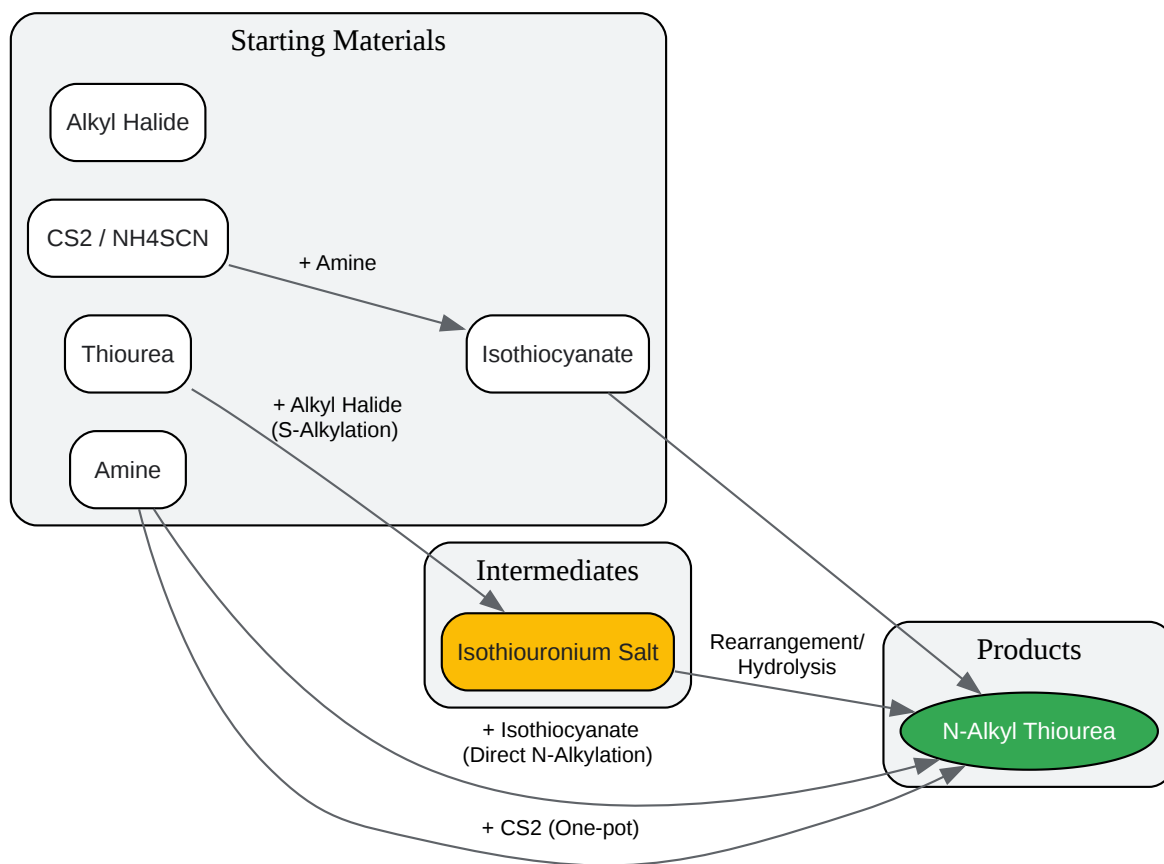 Starting Materials
Alkyl Halide
CS2 / NH4SCN
+ Amine
Thiourea
Isothiocyanate
+ Alkyl Halide
(S-Alkylation)
Amine
Intermediates
Isothiouronium Salt
Rearrangement/
Hydrolysis
Products
N-Alkyl Thiourea
+ Isothiocyanate
(Direct N-Alkylation)
+ CS2 (One-pot)